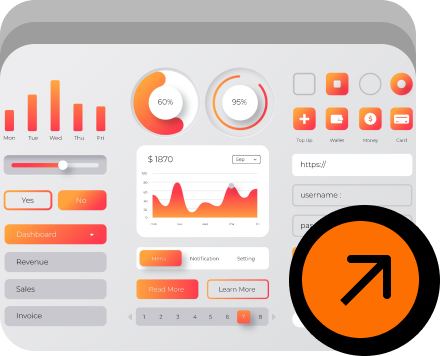 Mon Tue Wed Thu Fri
60%
95%
Top up Wallet Money Card
$ 1870
Sep
https://
Yes No
username :
Dashboard
Menu Notification Setting
Revenue
Read More Learn More
Sales
1 2 3 4 5 6 7 8
Invoice